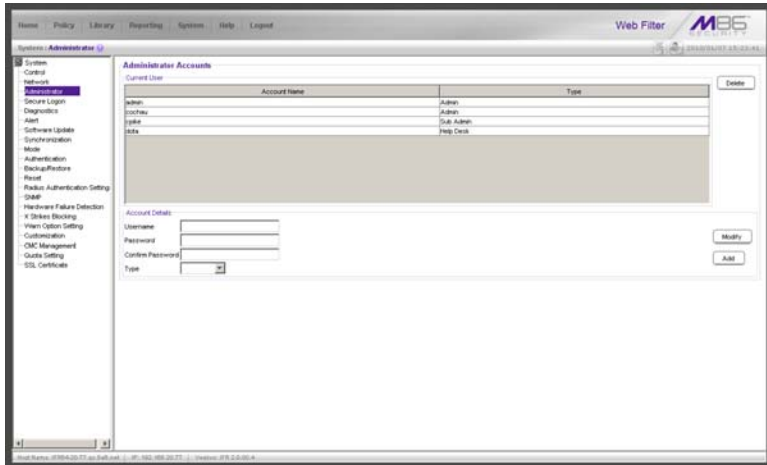 Home Policy Library Reporting System Help Logout
Web Filter
M86
SECURITY
System : Administrator
System
Control
Network
Administrator
Secure Logon
Diagnostics
Alert
Software Update
Synchronization
Mode
Authentication
Backup/Restore
Reset
Radius Authentication Setting
SNMP
Hardware Failure Detection
X Strikes Blocking
Warn Option Setting
Customization
CMC Management
Quota Setting
SSL Certificate
Administrator Accounts
Current User
Account Name Type
admin Admin
Admin
Sub Admin
Help Desk
Delete
Account Details
Username
Password
Confirm Password
Type
Modify
Add